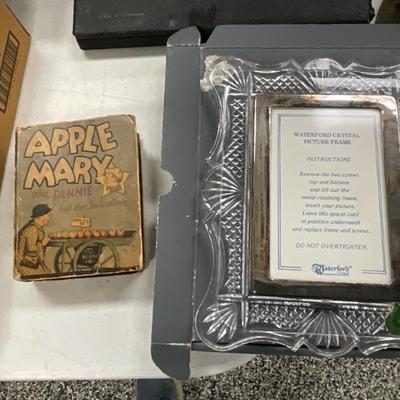 APPLE
MARY
AND DENNIE
WATERFORD CRYSTAL
PICTURE FRAME
INSTRUCTIONS
Remove the two screws
top and bottom
and lift out the
metal retaining frame.
Insert your picture.
Leave this spacer card
in position underneath
and replace frame and screws.
DO NOT OVERTIGHTEN.
Waterford